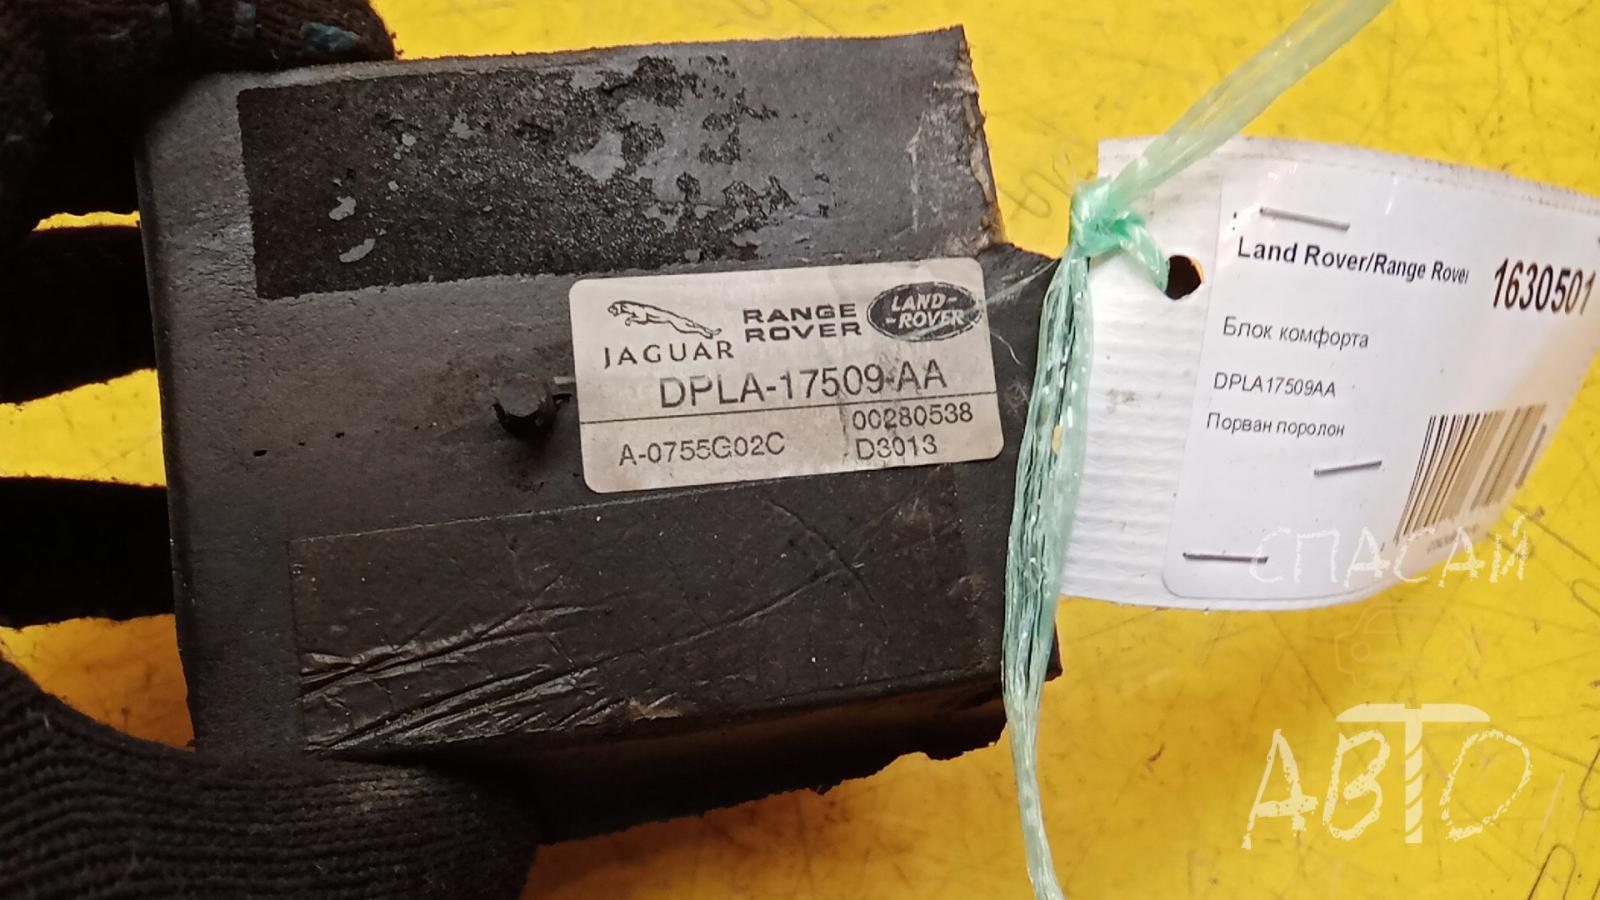 JAGUAR
RANGE
ROVER
LAND-
-ROVER
DPLA-17509-AA
A-0755G02C
00280538
D3013
Land Rover/Range Rover
1630501
Блок комфорта
DPLA17509AA
Порван поролон
СПАСАЙ
АВТО